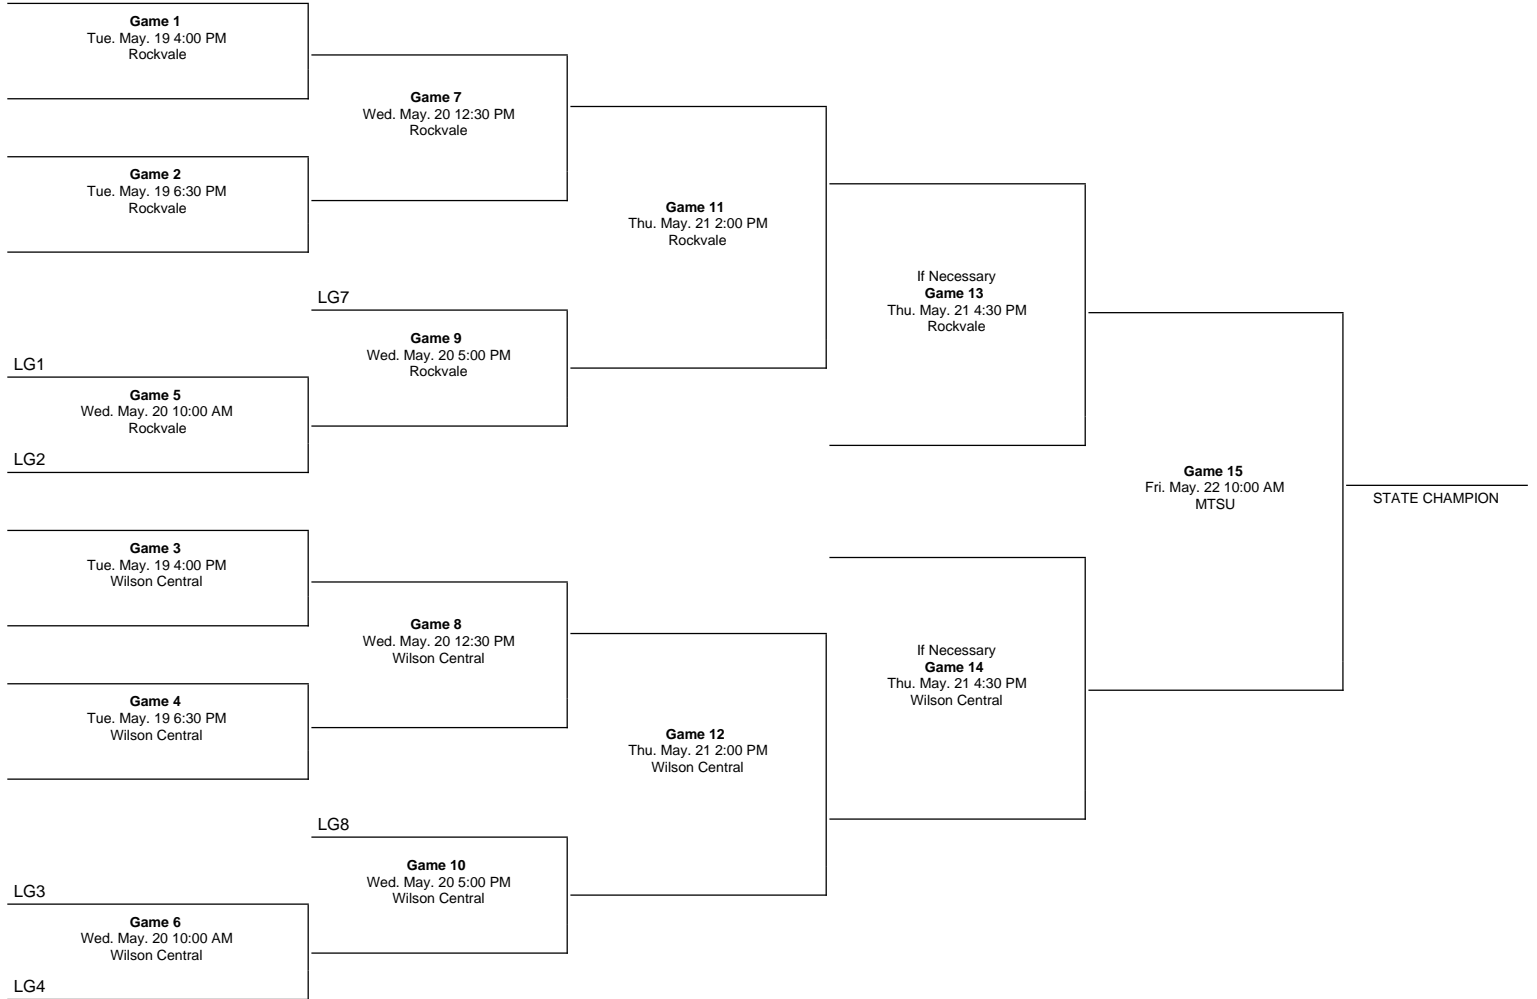 Game 1
Tue. May. 19 4:00 PM
Rockvale
Game 7
Wed. May. 20 12:30 PM
Rockvale
Game 2
Tue. May. 19 6:30 PM
Rockvale
Game 11
Thu. May. 21 2:00 PM
Rockvale
If Necessary
Game 13
Thu. May. 21 4:30 PM
Rockvale
LG7
Game 9
Wed. May. 20 5:00 PM
Rockvale
LG1
Game 5
Wed. May. 20 10:00 AM
Rockvale
LG2
Game 15
Fri. May. 22 10:00 AM
MTSU
STATE CHAMPION
Game 3
Tue. May. 19 4:00 PM
Wilson Central
Game 8
Wed. May. 20 12:30 PM
Wilson Central
If Necessary
Game 14
Thu. May. 21 4:30 PM
Wilson Central
Game 4
Tue. May. 19 6:30 PM
Wilson Central
Game 12
Thu. May. 21 2:00 PM
Wilson Central
LG8
Game 10
Wed. May. 20 5:00 PM
Wilson Central
LG3
Game 6
Wed. May. 20 10:00 AM
Wilson Central
LG4